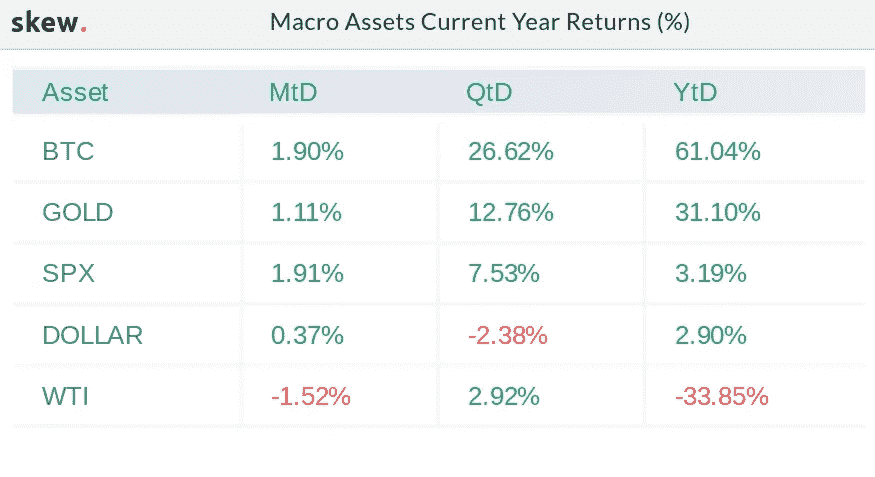 skew. Macro Assets Current Year Returns (%)
Asset MtD QtD YtD
BTC 1.90% 26.62% 61.04%
GOLD 1.11% 12.76% 31.10%
SPX 1.91% 7.53% 3.19%
DOLLAR 0.37% -2.38% 2.90%
WTI -1.52% 2.92% -33.85%